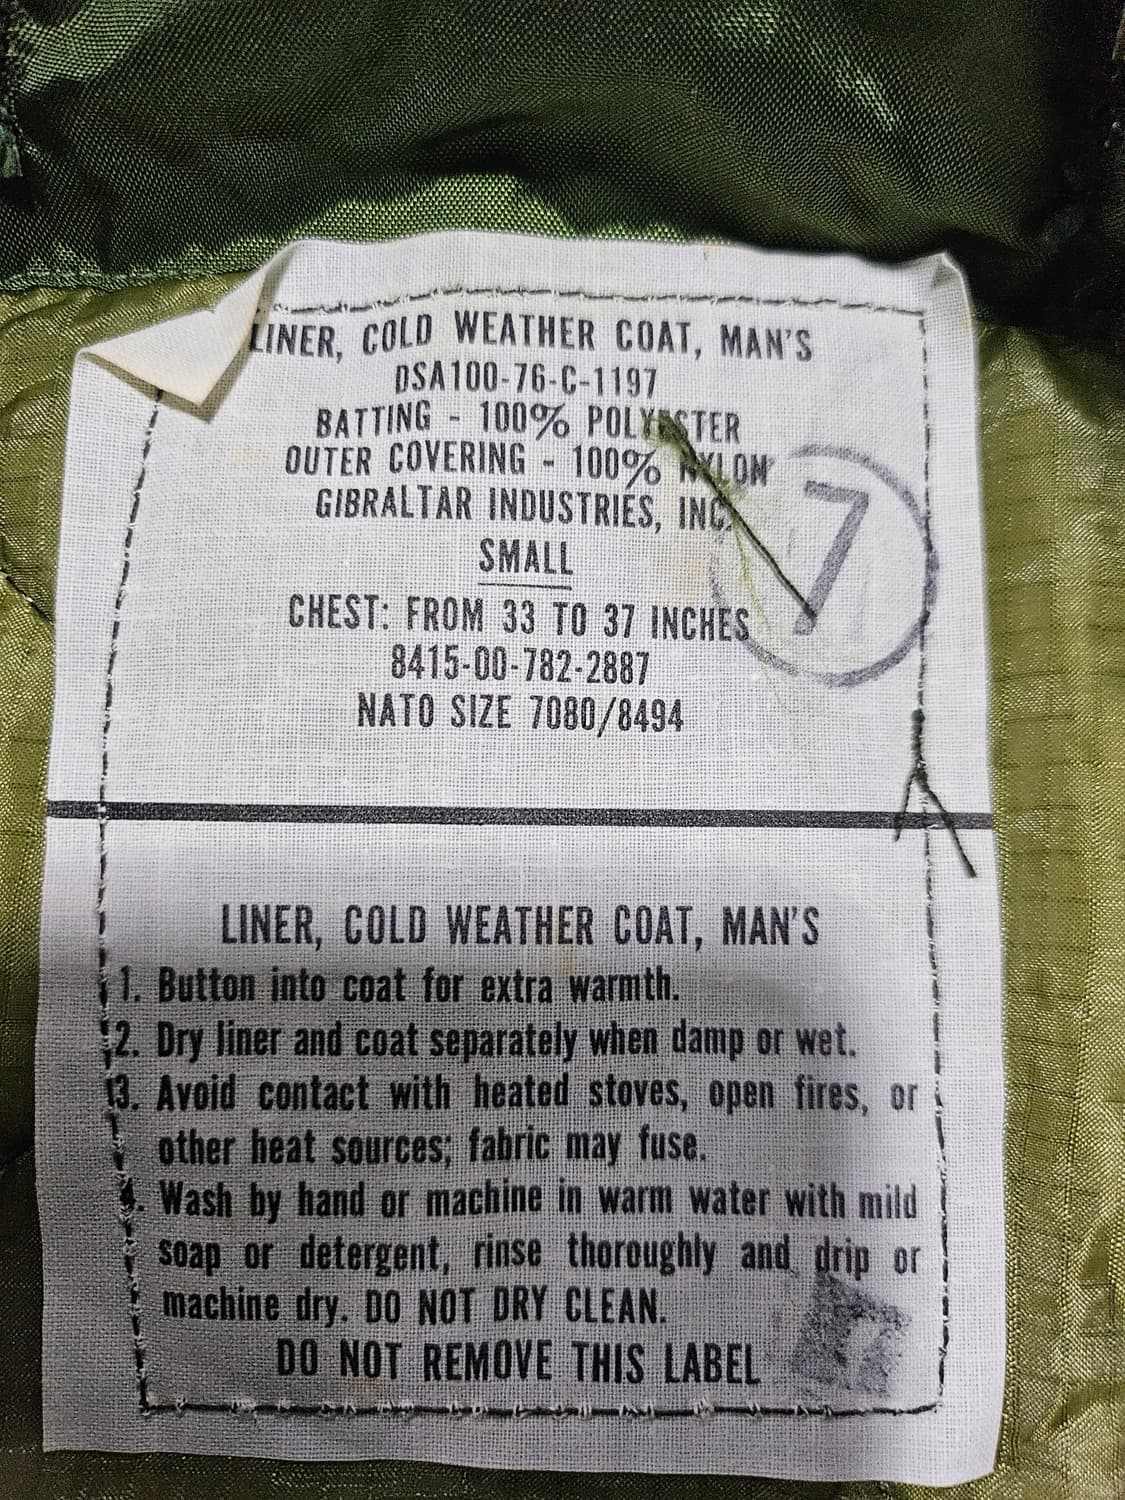 LINER, COLD WEATHER COAT, MAN'S
DSA100-76-C-1197
BATTING - 100% POLYESTER
OUTER COVERING - 100% NYLON
GIBRALTAR INDUSTRIES, INC.
7
SMALL
CHEST: FROM 33 TO 37 INCHES
8415-00-782-2887
NATO SIZE 7080/8494
LINER, COLD WEATHER COAT, MAN'S
1. Button into coat for extra warmth.
2. Dry liner and coat separately when damp or wet.
3. Avoid contact with heated stoves, open fires, or
other heat sources; fabric may fuse.
4. Wash by hand or machine in warm water with mild
soap or detergent, rinse thoroughly and drip or
machine dry. DO NOT DRY CLEAN.
DO NOT REMOVE THIS LABEL